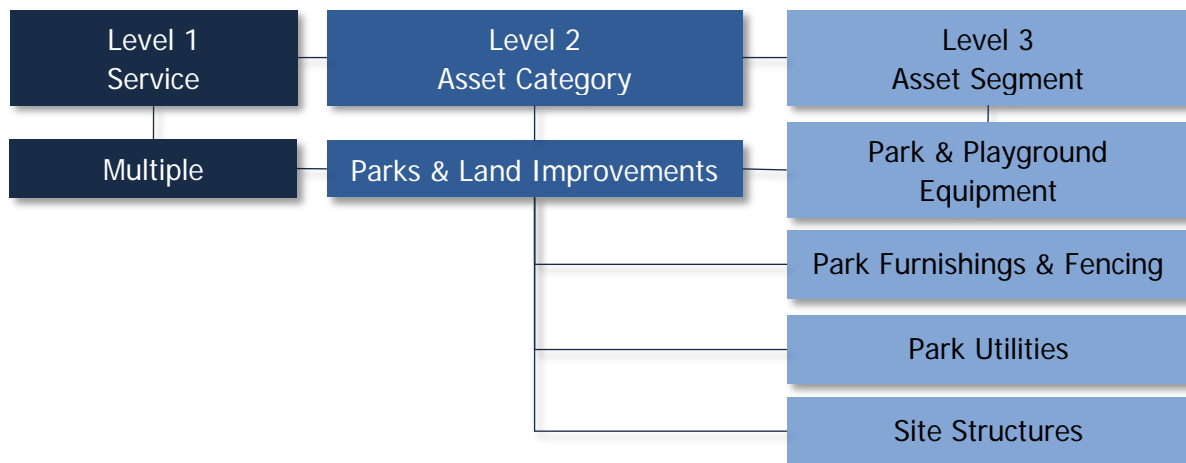 Level 1
Service
Level 2
Asset Category
Level 3
Asset Segment
Multiple
Parks & Land Improvements
Park & Playground
Equipment
Park Furnishings & Fencing
Park Utilities
Site Structures